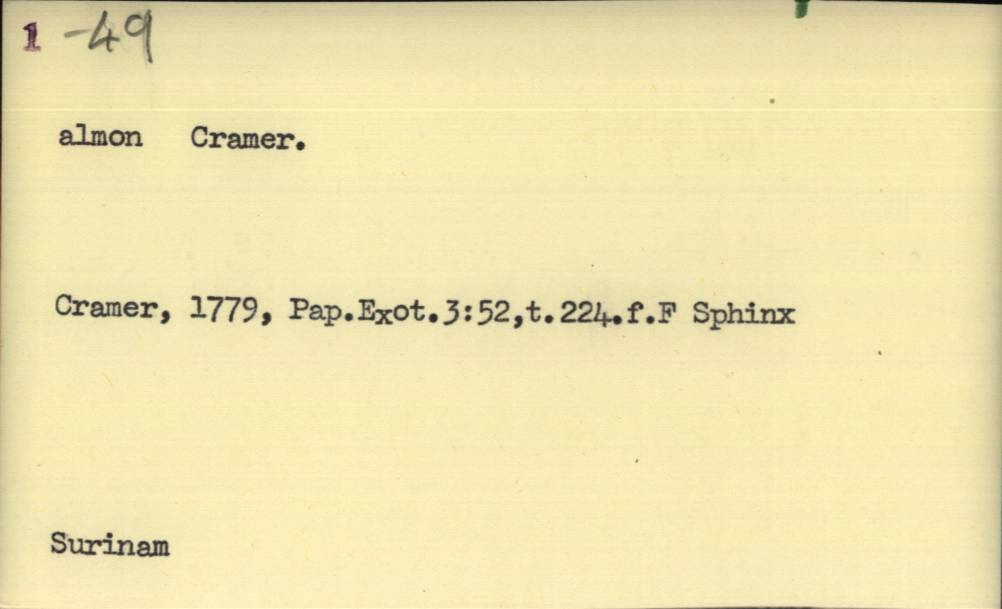 1 -49
almon Cramer.
Cramer, 1779, Pap.Exot.3:52,t.224.f.F Sphinx
Surinam